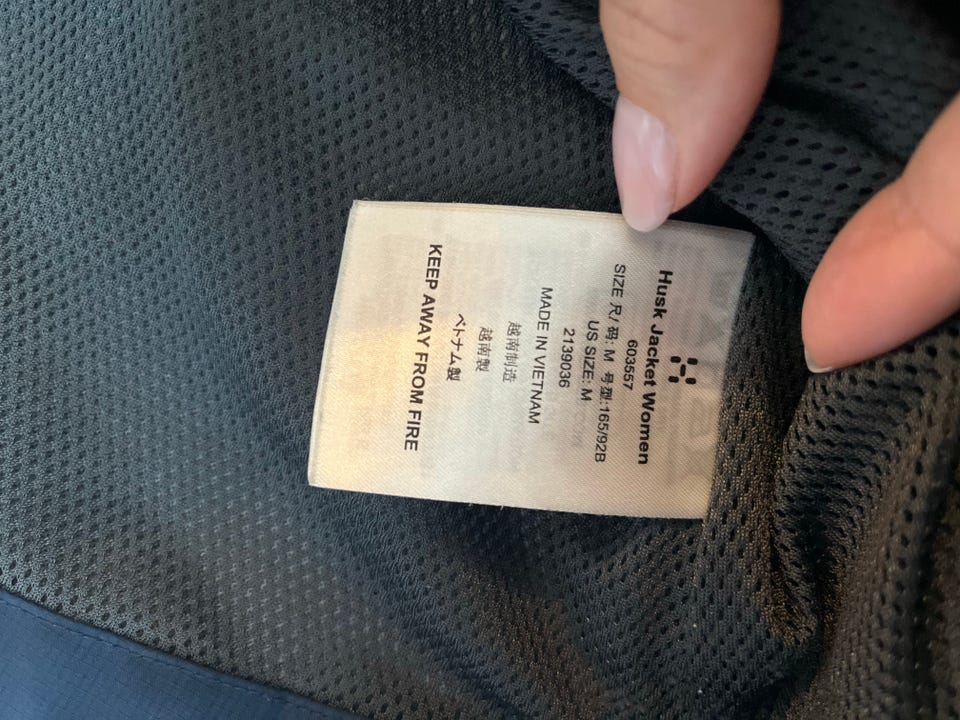 Husk Jacket Women
603557
SIZE 尺/ 码: M 号型:165/92B
US SIZE: M
2139036
MADE IN VIETNAM
越南制造
越南製
ベトナム製
KEEP AWAY FROM FIRE